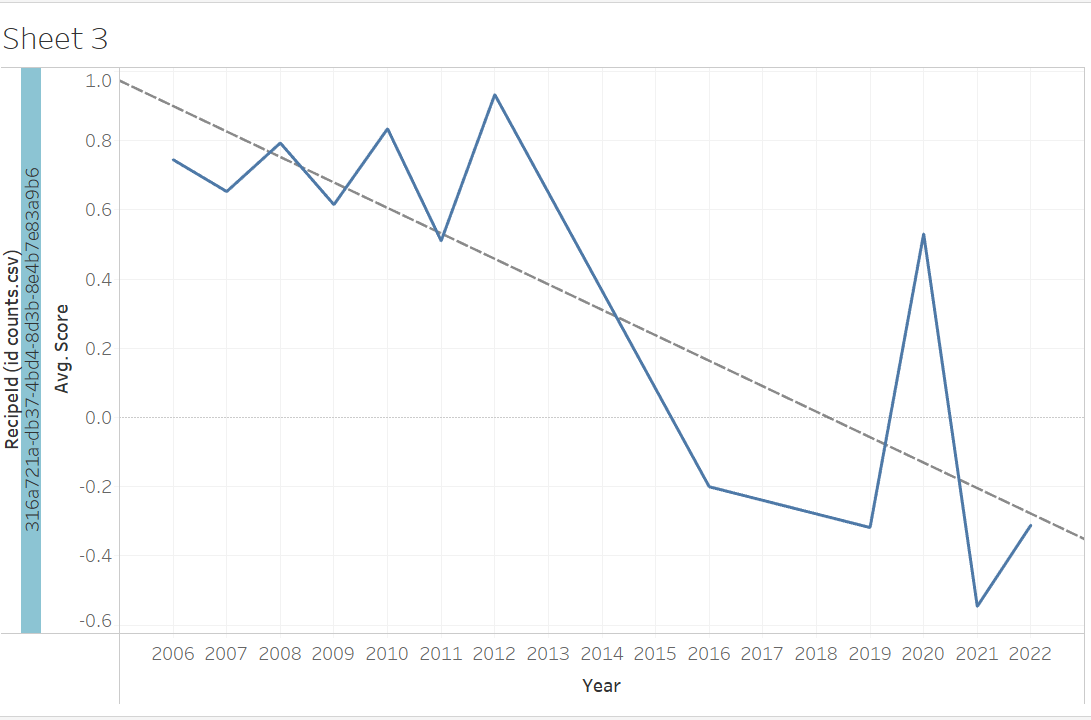 Sheet 3
RecipeId (id counts.csv)
316a721a-db37-4bd4-8d3b-8e4b7e83a9b6
Avg. Score
1.0
0.8
0.6
0.4
0.2
0.0
-0.2
-0.4
-0.6
2006 2007 2008 2009 2010 2011 2012 2013 2014 2015 2016 2017 2018 2019 2020 2021 2022
Year